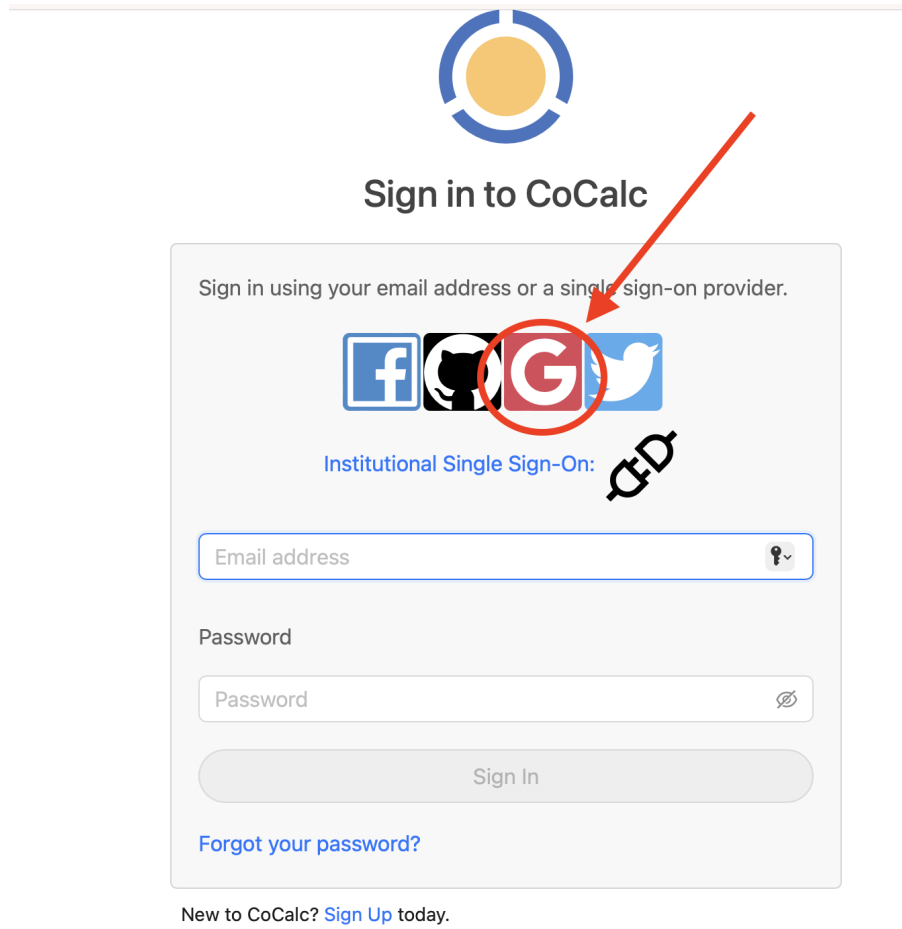 Sign in to CoCalc
Sign in using your email address or a single sign-on provider.
Institutional Single Sign-On:
Email address
Password
Password
Sign In
Forgot your password?
New to CoCalc? Sign Up today.